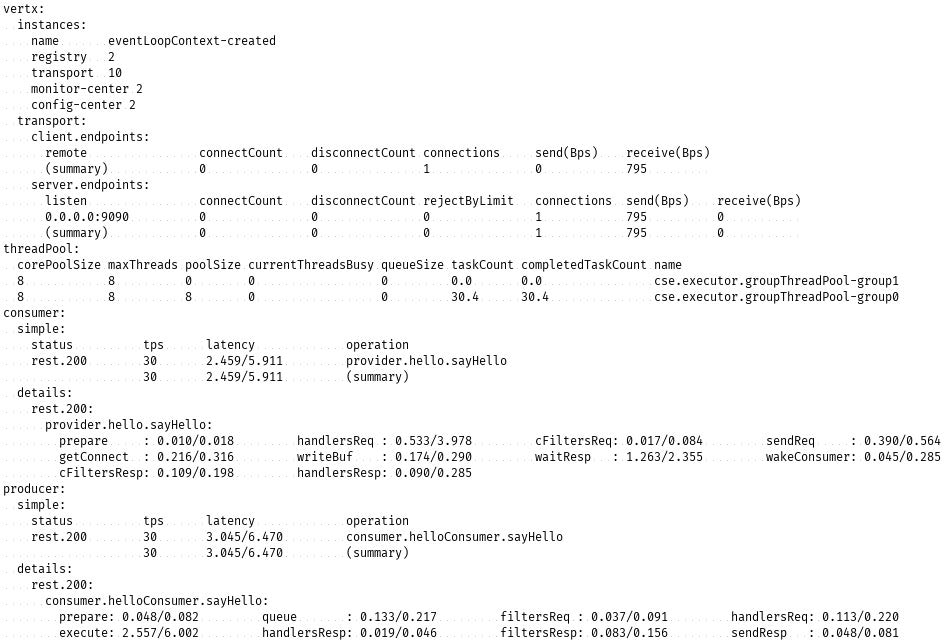 vertx:
  instances:
    name       eventLoopContext-created
    registry   2
    transport  10
    monitor-center 2
    config-center 2
  transport:
    client.endpoints:
      remote                connectCount    disconnectCount connections     send(Bps)    receive(Bps)
      (summary)             0               0               1               0            795
    server.endpoints:
      listen                connectCount    disconnectCount rejectByLimit   connections  send(Bps)    receive(Bps)
      0.0.0.0:9090          0               0               0               1            795          0
      (summary)             0               0               0               1            795          0
threadPool:
  corePoolSize maxThreads poolSize currentThreadsBusy queueSize taskCount completedTaskCount name
  8            8          0        0                  0         0.0       0.0                cse.executor.groupThreadPool-group1
  8            8          8        0                  0         30.4      30.4               cse.executor.groupThreadPool-group0
consumer:
  simple:
    status          tps      latency             operation
    rest.200        30       2.459/5.911         provider.hello.sayHello
                    30       2.459/5.911         (summary)
  details:
    rest.200:
      provider.hello.sayHello:
        prepare     : 0.010/0.018         handlersReq : 0.533/3.978         cFiltersReq: 0.017/0.084         sendReq     : 0.390/0.564
        getConnect  : 0.216/0.316         writeBuf    : 0.174/0.290         waitResp   : 1.263/2.355         wakeConsumer: 0.045/0.285
        cFiltersResp: 0.109/0.198         handlersResp: 0.090/0.285
producer:
  simple:
    status          tps      latency             operation
    rest.200        30       3.045/6.470         consumer.helloConsumer.sayHello
                    30       3.045/6.470         (summary)
  details:
    rest.200:
      consumer.helloConsumer.sayHello:
        prepare: 0.048/0.082         queue       : 0.133/0.217         filtersReq : 0.037/0.091         handlersReq: 0.113/0.220
        execute: 2.557/6.002         handlersResp: 0.019/0.046         filtersResp: 0.083/0.156         sendResp   : 0.048/0.081